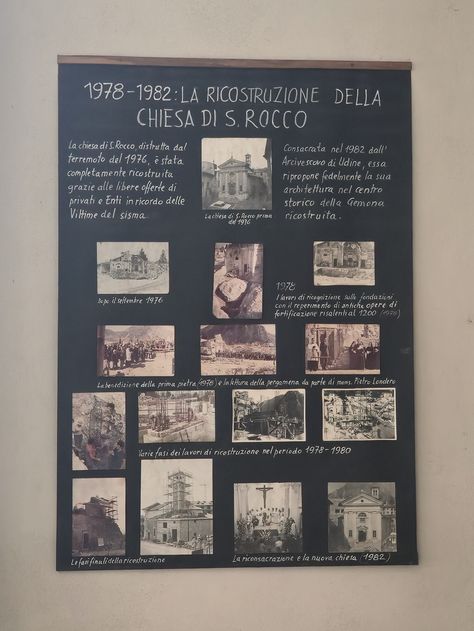 1978-1982: LA RICOSTRUZIONE DELLA
CHIESA DI S. ROCCO
La chiesa di S. Rocco, distrutta dal
terremoto del 1976, è stata
completamente ricostruita
grazie alle libere offerte di
privati e Enti in ricordo delle
Vittime del sisma.
La chiesa di S. Rocco prima
del 1976
Consacrata nel 1982 dall'
Arcivescovo di Udine, essa
ripropone fedelmente la sua
architettura nel centro
storico della Gemona
ricostruita.
Dopo il settembre 1976
1978
I lavori di ricognizione sulle fondazioni
con il reperimento di antiche opere di
fortificazione risalenti al 1200 (1978)
La benedizione della prima pietra (1978) e la lettura della pergamena da parte di mons. Pietro Londero
Varie fasi dei lavori di ricostruzione nel periodo 1978-1980
Le fasi finali della ricostruzione
La riconsacrazione e la nuova chiesa (1982)